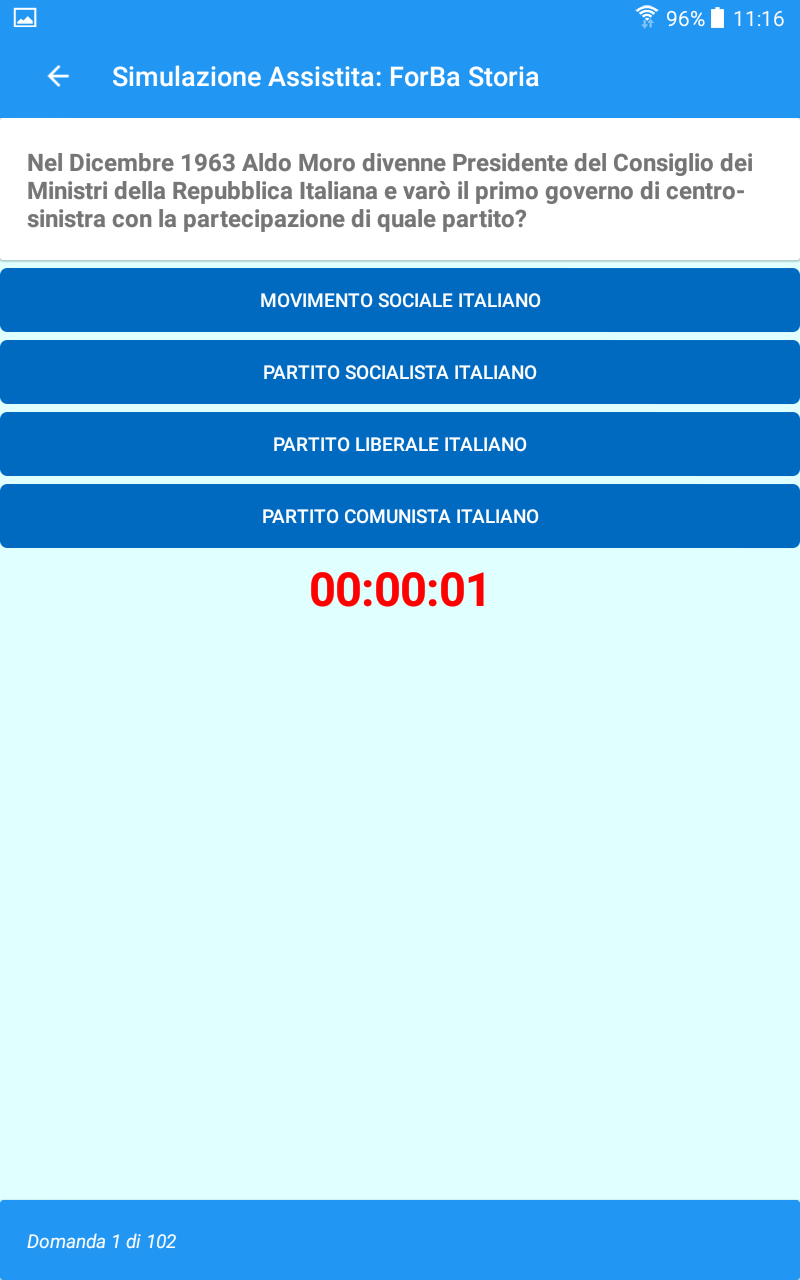 96% 11:16
Simulazione Assistita: ForBa Storia
Nel Dicembre 1963 Aldo Moro divenne Presidente del Consiglio dei
Ministri della Repubblica Italiana e varò il primo governo di centro-
sinistra con la partecipazione di quale partito?
MOVIMENTO SOCIALE ITALIANO
PARTITO SOCIALISTA ITALIANO
PARTITO LIBERALE ITALIANO
PARTITO COMUNISTA ITALIANO
00:00:01
Domanda 1 di 102